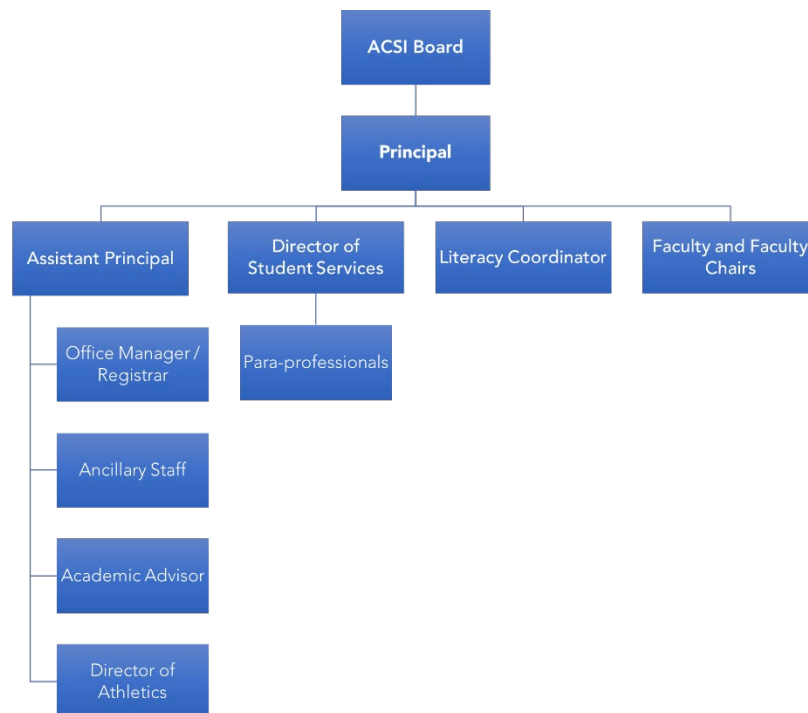 ACSI Board
Principal
Assistant Principal
Director of
Student Services
Literacy Coordinator
Faculty and Faculty
Chairs
Office Manager /
Registrar
Para-professionals
Ancillary Staff
Academic Advisor
Director of
Athletics